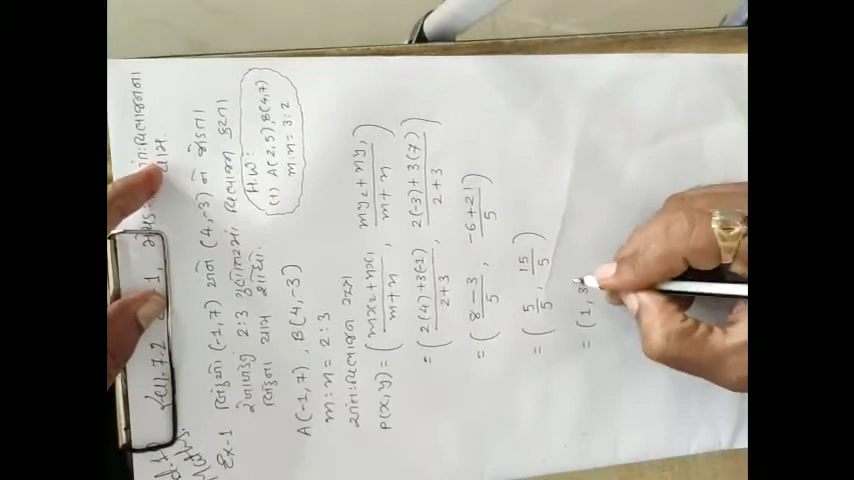 Ex-1 બિંદુઓ (-1,7) અને (4,-3) ને જોડતા
રેખાખંડનું 2:3 ગુણોત્તરમાં વિભાજન કરતા
બિંદુના યામ શોધો.
H.W:
(1) A(2,5), B(4,7)
m:n = 3:2
A(-1,7), B(4,-3)
m:n = 2:3
P(x,y) = ( mx₂+nx₁ / m+n , my₂+ny₁ / m+n )
= ( 2(4)+3(-1) / 2+3 , 2(-3)+3(7) / 2+3 )
= ( 8-3 / 5 , -6+21 / 5 )
= ( 5/5 , 15/5 )
= (1, 3